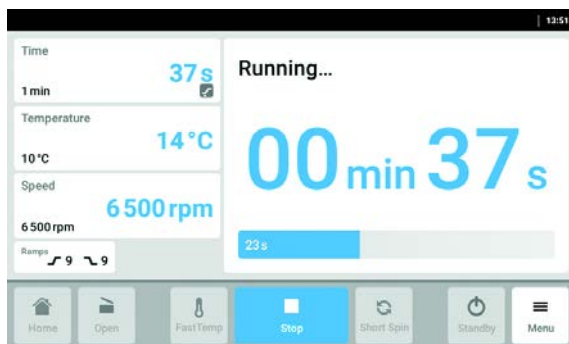 13:51
Time
37 s
1 min
Temperature
14 °C
10 °C
Speed
6 500 rpm
6 500 rpm
Ramps 9 9
Running...
00 min 37 s
23 s
Home
Open
FastTemp
Stop
Short Spin
Standby
Menu